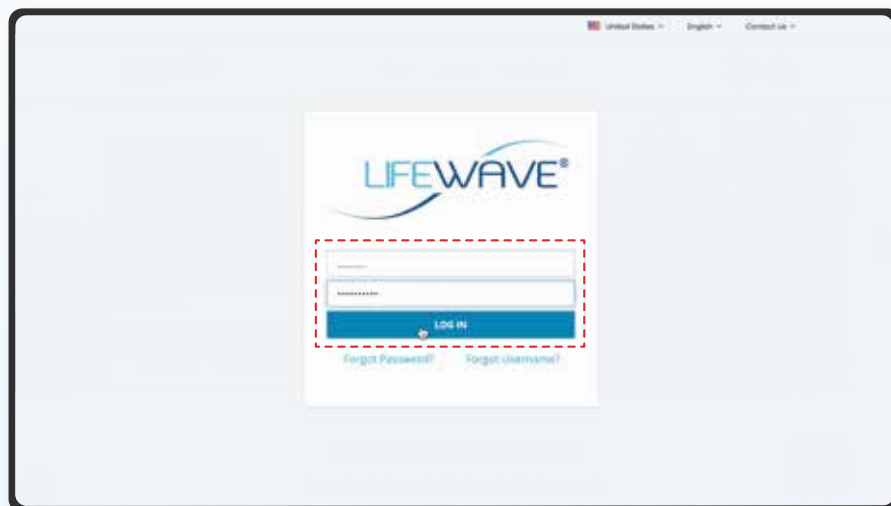 United States English Contact Us
LIFEWAVE®
LOG IN
Forgot Password? Forgot Username?